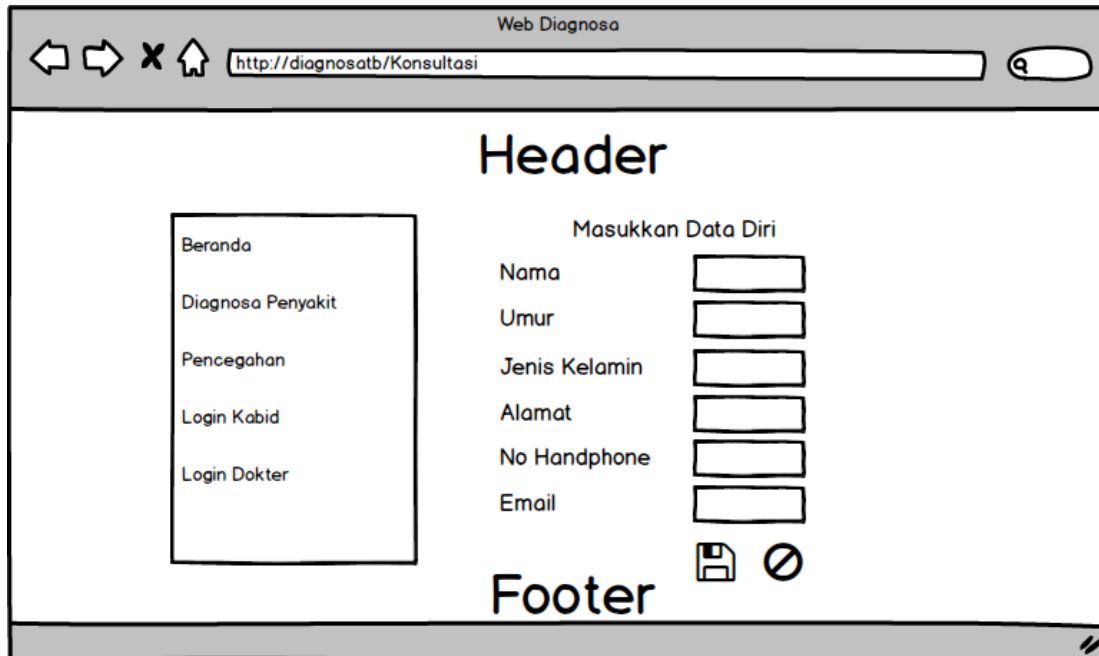 Web Diagnosa
http://diagnosatb/Konsultasi
Header
Beranda
Diagnosa Penyakit
Pencegahan
Login Kabid
Login Dokter
Masukkan Data Diri
Nama
Umur
Jenis Kelamin
Alamat
No Handphone
Email
Footer